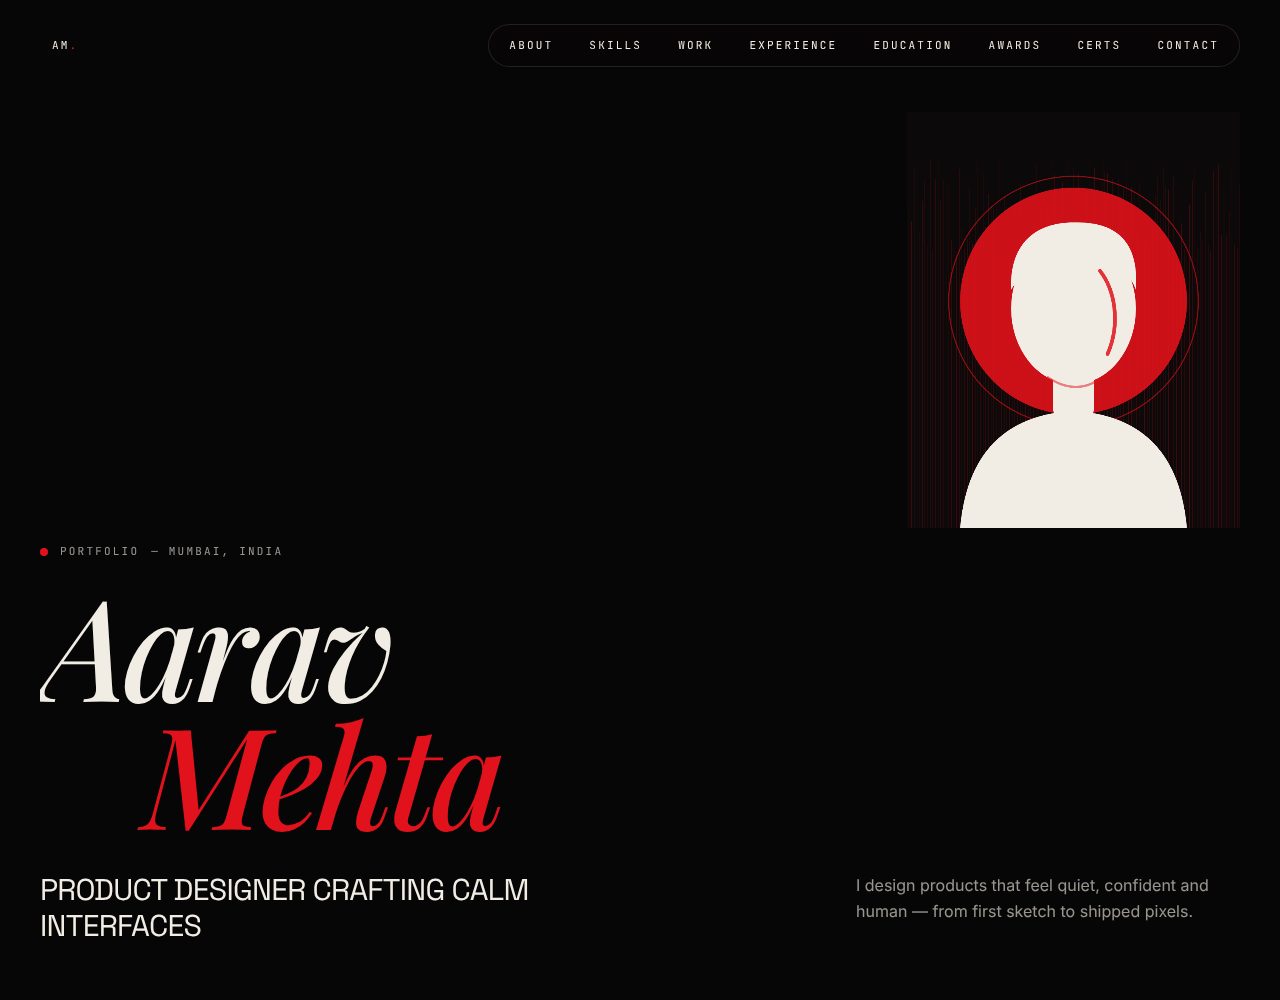 AM.
ABOUT SKILLS WORK EXPERIENCE EDUCATION AWARDS CERTS CONTACT
PORTFOLIO — MUMBAI, INDIA
Aarav
Mehta
PRODUCT DESIGNER CRAFTING CALM
INTERFACES
I design products that feel quiet, confident and
human — from first sketch to shipped pixels.